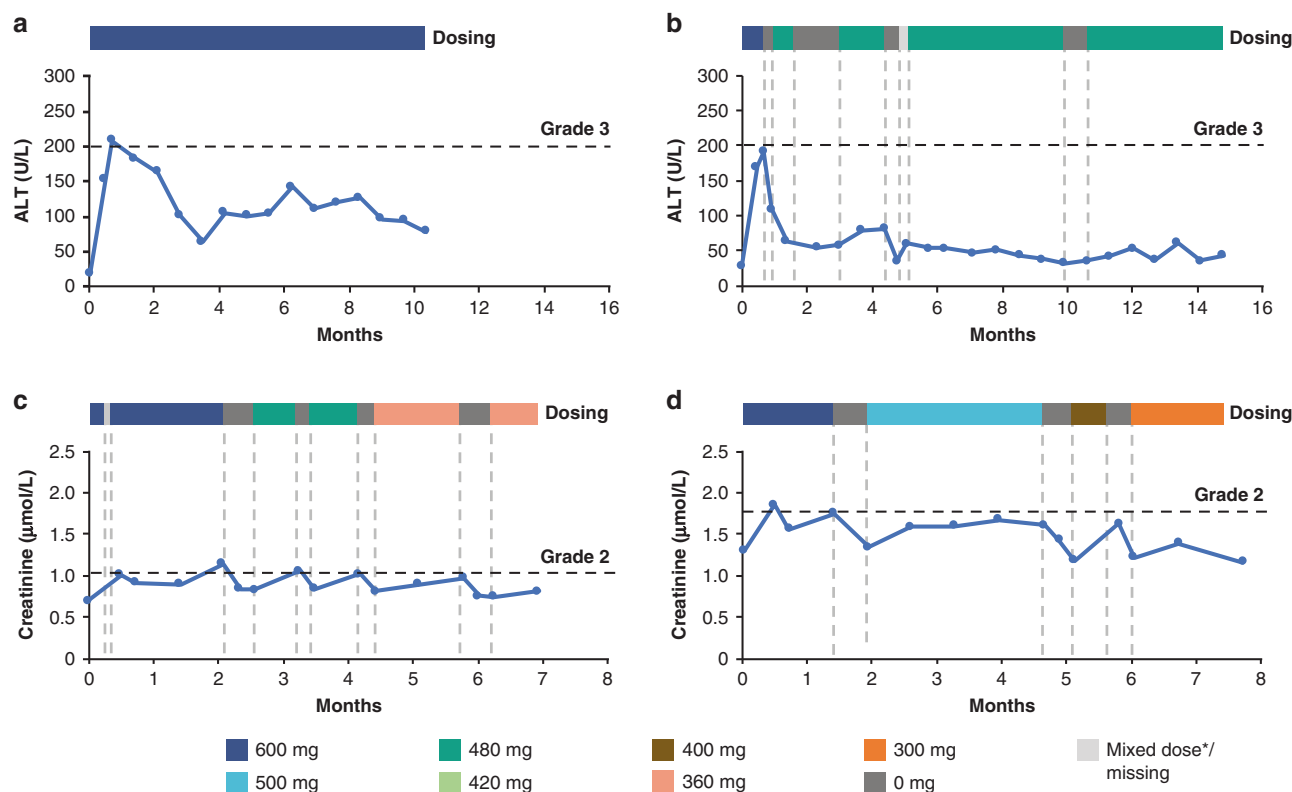 a
Dosing
300
250
200
150
100
50
0
ALT (U/L)
Grade 3
0 2 4 6 8 10 12 14 16
Months
b
Dosing
300
250
200
150
100
50
0
ALT (U/L)
Grade 3
0 2 4 6 8 10 12 14 16
Months
c
Dosing
2.5
2.0
1.5
1.0
0.5
0
Creatinine (μmol/L)
Grade 2
0 1 2 3 4 5 6 7 8
Months
d
Dosing
2.5
2.0
1.5
1.0
0.5
0
Creatinine (μmol/L)
Grade 2
0 1 2 3 4 5 6 7 8
Months
600 mg
500 mg
480 mg
420 mg
400 mg
360 mg
300 mg
0 mg
Mixed dose*/
missing